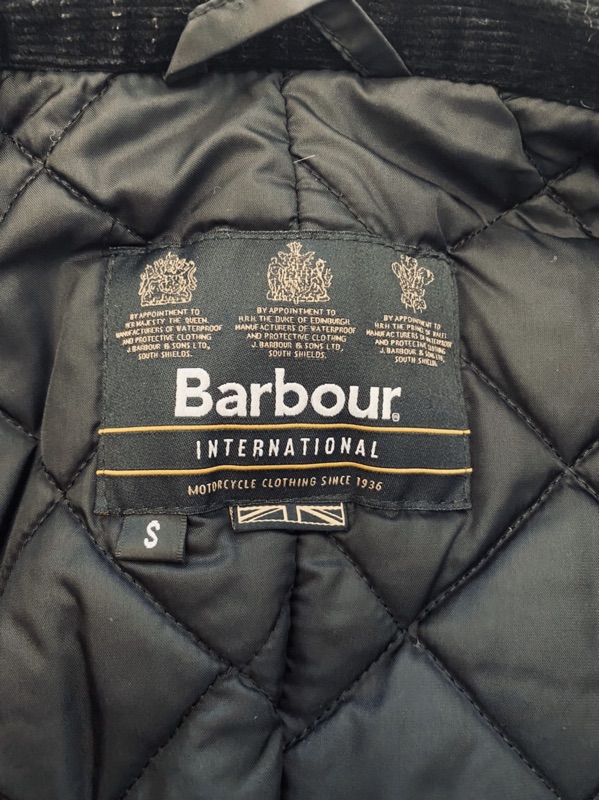 BY APPOINTMENT TO
H.M. MAJESTY THE QUEEN.
MANUFACTURERS OF WATERPROOF
AND PROTECTIVE CLOTHING
J. BARBOUR & SONS LTD,
SOUTH SHIELDS.
BY APPOINTMENT TO
H.R.H. THE DUKE OF EDINBURGH
MANUFACTURERS OF WATERPROOF
AND PROTECTIVE CLOTHING
J. BARBOUR & SONS LTD,
SOUTH SHIELDS.
BY APPOINTMENT TO
H.R.H. THE PRINCE OF WALES
MANUFACTURERS OF WATERPROOF
AND PROTECTIVE CLOTHING
J. BARBOUR & SONS LTD,
SOUTH SHIELDS.
Barbour®
INTERNATIONAL
MOTORCYCLE CLOTHING SINCE 1936
S